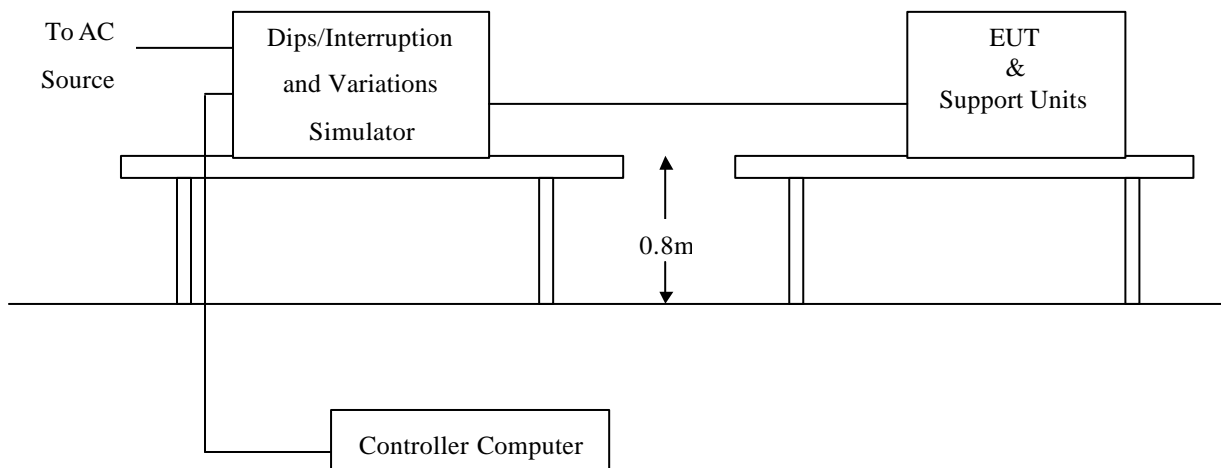 To AC
Source
Dips/Interruption
and Variations
Simulator
EUT
&
Support Units
0.8m
Controller Computer